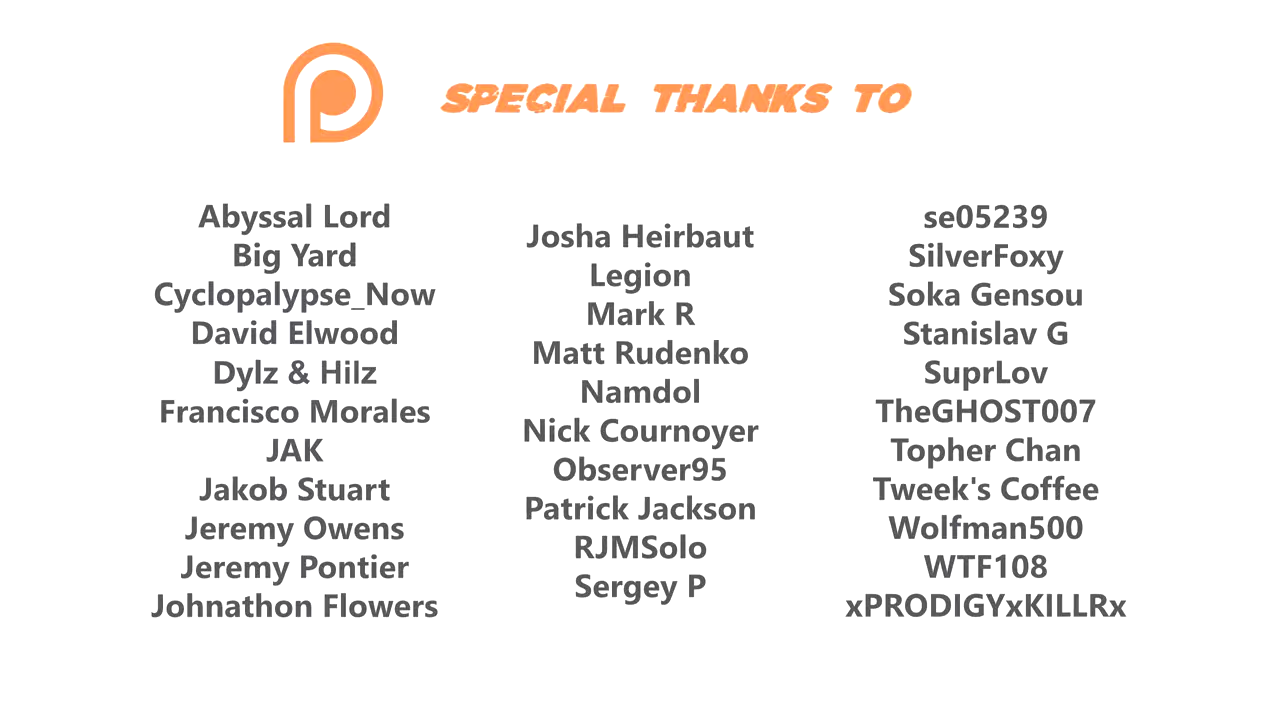 SPECIAL THANKS TO
Abyssal Lord
Big Yard
Cyclopalypse_Now
David Elwood
Dylz & Hilz
Francisco Morales
JAK
Jakob Stuart
Jeremy Owens
Jeremy Pontier
Johnathon Flowers
Josha Heirbaut
Legion
Mark R
Matt Rudenko
Namdol
Nick Cournoyer
Observer95
Patrick Jackson
RJMSolo
Sergey P
se05239
SilverFoxy
Soka Gensou
Stanislav G
SuprLov
TheGHOST007
Topher Chan
Tweek's Coffee
Wolfman500
WTF108
xPRODIGYxKILLRx